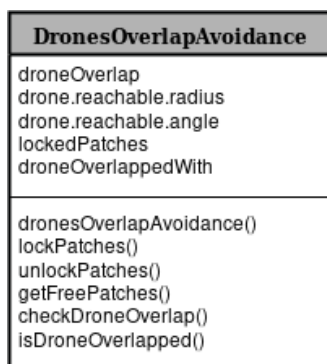 DronesOverlapAvoidance
droneOverlap
drone.reachable.radius
drone.reachable.angle
lockedPatches
droneOverlappedWith
dronesOverlapAvoidance()
lockPatches()
unlockPatches()
getFreePatches()
checkDroneOverlap()
isDroneOverlapped()